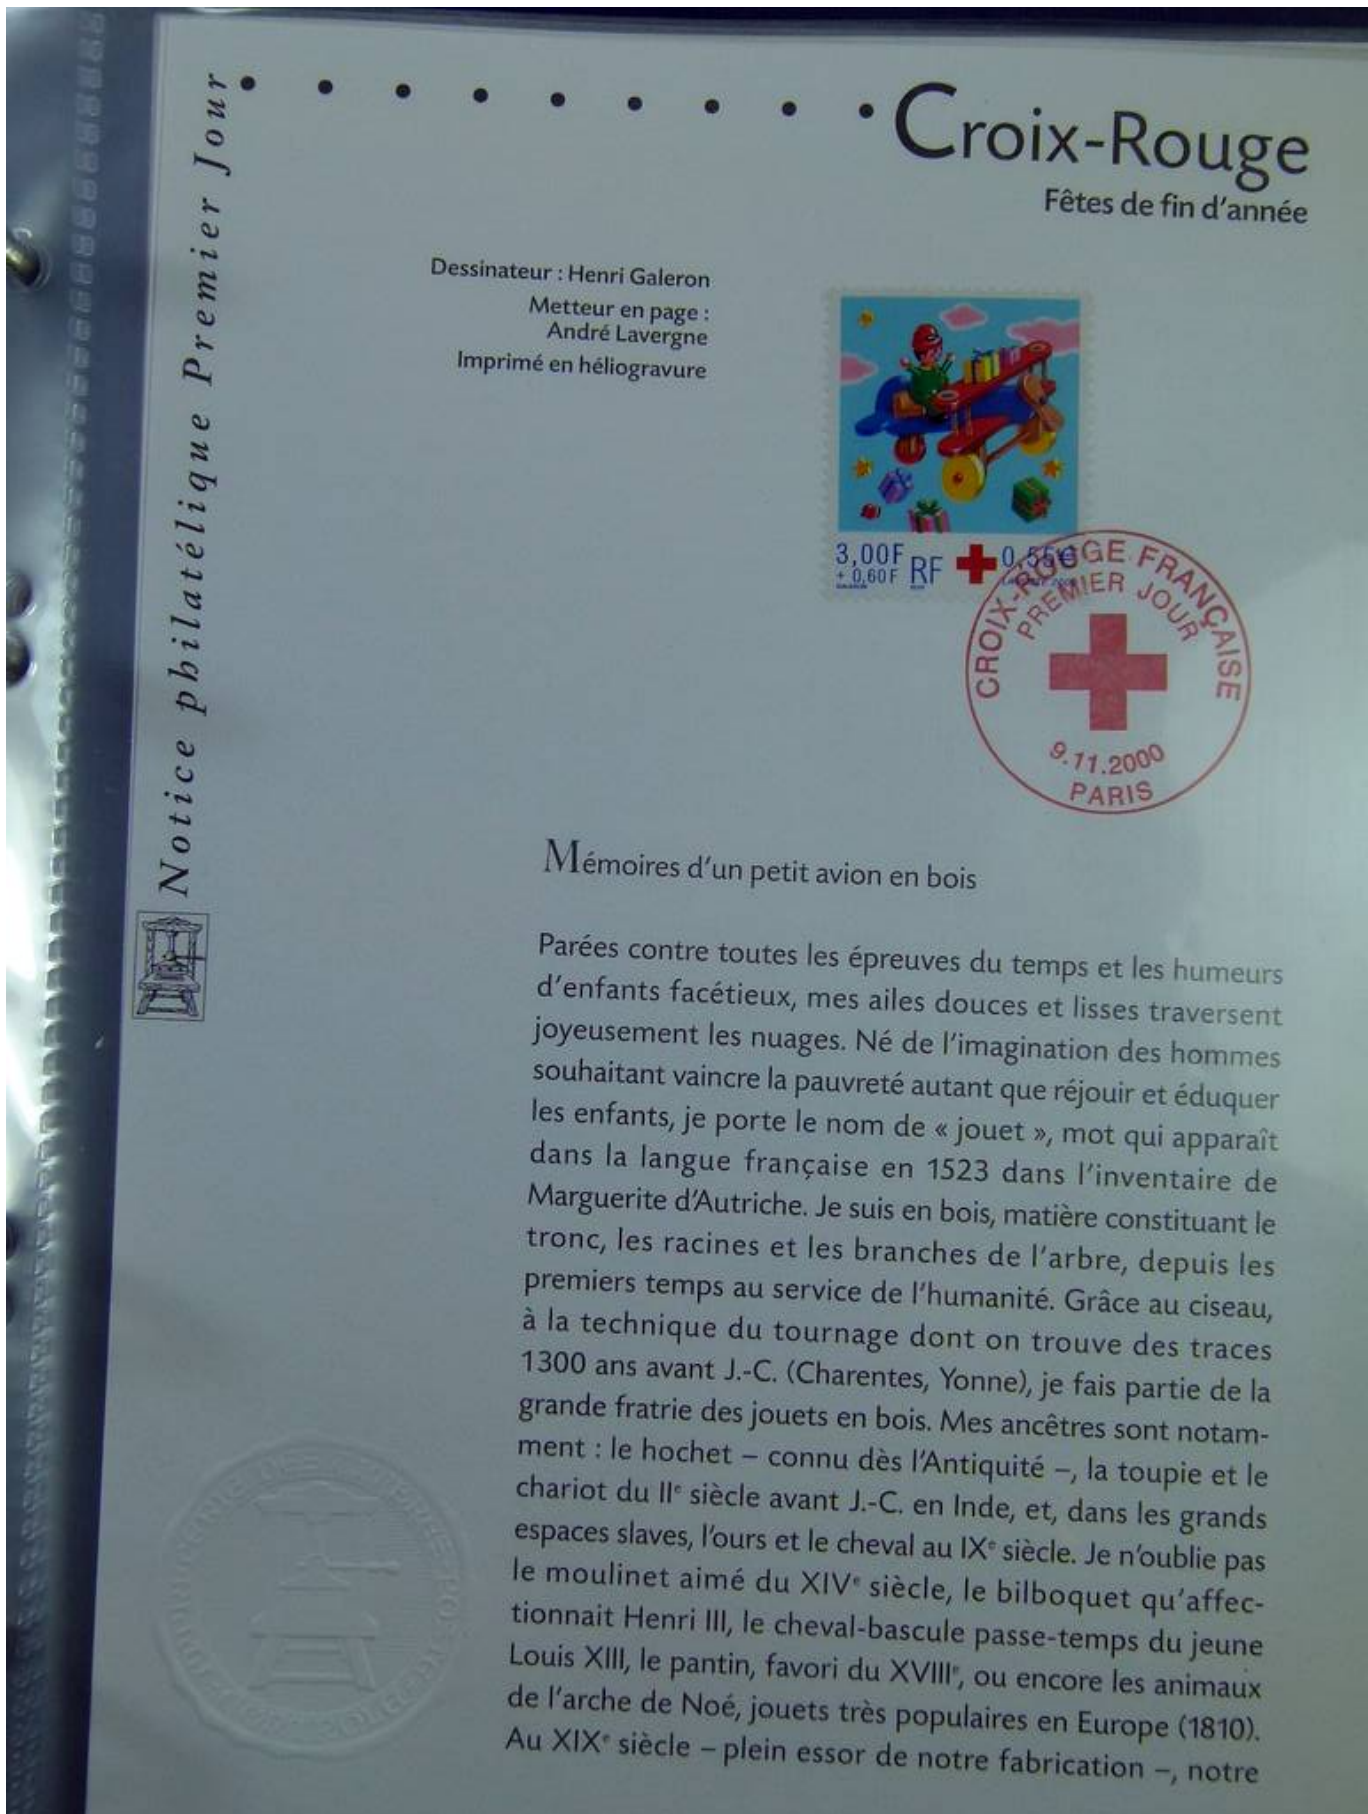 Notice philatélique Premier Jour
Croix-Rouge
Fêtes de fin d'année
Dessinateur : Henri Galeron
Metteur en page :
André Lavergne
Imprimé en héliogravure
3,00F
+ 0,60F
RF
0,55€
CROIX-ROUGE FRANÇAISE
PREMIER JOUR
9.11.2000
PARIS
Mémoires d'un petit avion en bois
Parées contre toutes les épreuves du temps et les humeurs
d'enfants facétieux, mes ailes douces et lisses traversent
joyeusement les nuages. Né de l'imagination des hommes
souhaitant vaincre la pauvreté autant que réjouir et éduquer
les enfants, je porte le nom de « jouet », mot qui apparaît
dans la langue française en 1523 dans l'inventaire de
Marguerite d'Autriche. Je suis en bois, matière constituant le
tronc, les racines et les branches de l'arbre, depuis les
premiers temps au service de l'humanité. Grâce au ciseau,
à la technique du tournage dont on trouve des traces
1300 ans avant J.-C. (Charentes, Yonne), je fais partie de la
grande fratrie des jouets en bois. Mes ancêtres sont notam-
ment : le hochet – connu dès l'Antiquité –, la toupie et le
chariot du IIe siècle avant J.-C. en Inde, et, dans les grands
espaces slaves, l'ours et le cheval au IXe siècle. Je n'oublie pas
le moulinet aimé du XIVe siècle, le bilboquet qu'affec-
tionnait Henri III, le cheval-bascule passe-temps du jeune
Louis XIII, le pantin, favori du XVIIIe, ou encore les animaux
de l'arche de Noé, jouets très populaires en Europe (1810).
Au XIXe siècle – plein essor de notre fabrication –, notre